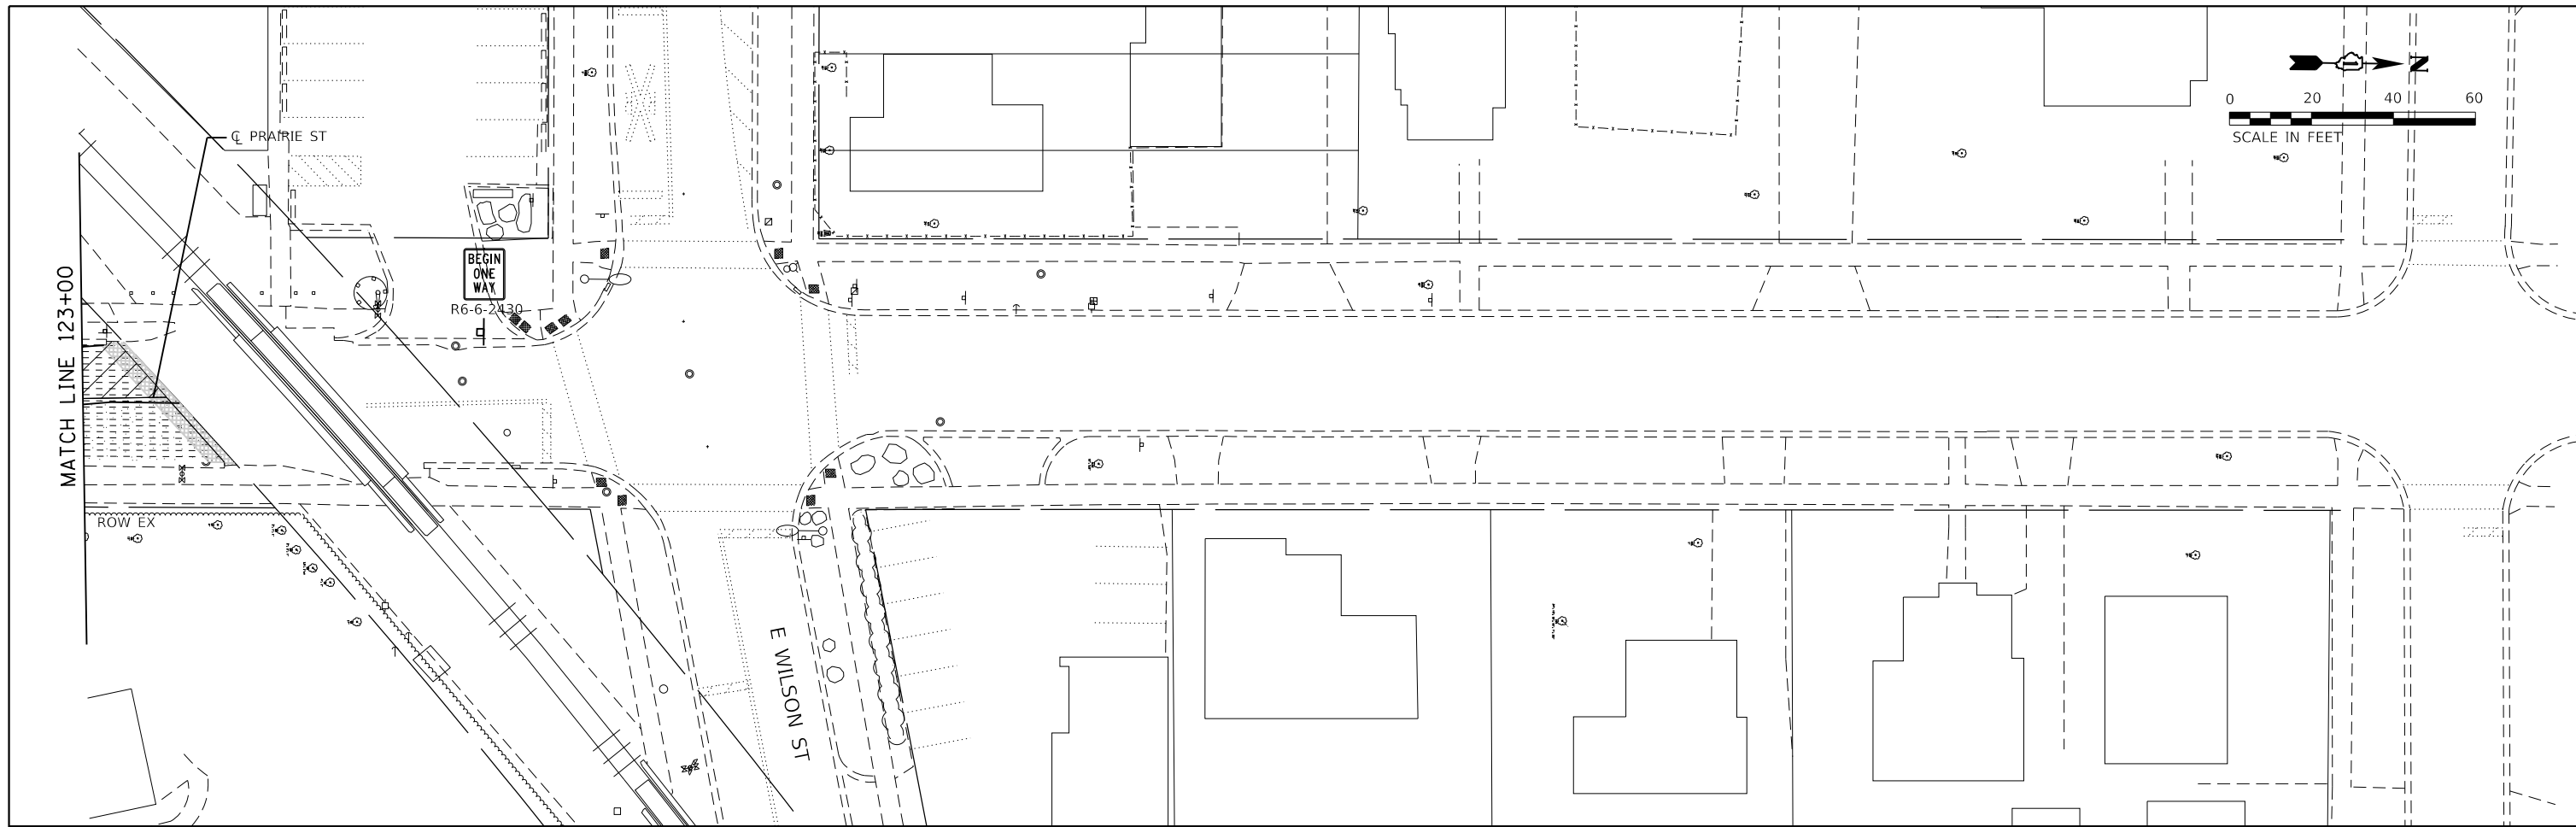 N
0 20 40 60
SCALE IN FEET
℄ PRAIRIE ST
BEGIN
ONE
WAY
R6-6-2430
MATCH LINE 123+00
ROW EX
E WILSON ST